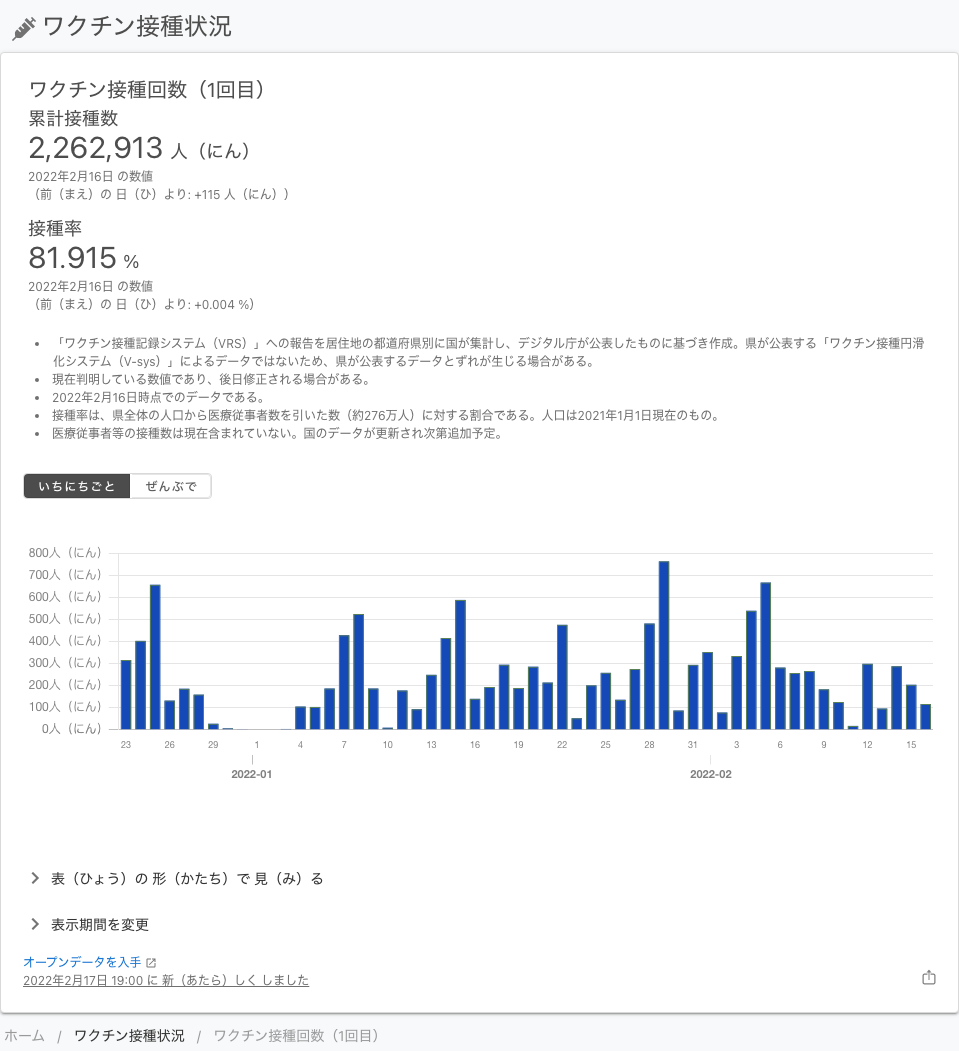 ワクチン接種状況
ワクチン接種回数（1回目）
累計接種数
2,262,913 人（にん）
2022年2月16日 の数値
（前（まえ）の 日（ひ）より: +115 人（にん））
接種率
81.915 %
2022年2月16日 の数値
（前（まえ）の 日（ひ）より: +0.004 %）
• 「ワクチン接種記録システム（VRS）」への報告を居住地の都道府県別に国が集計し、デジタル庁が公表したものに基づき作成。県が公表する「ワクチン接種円滑
化システム（V-sys）」によるデータではないため、県が公表するデータとずれが生じる場合がある。
• 現在判明している数値であり、後日修正される場合がある。
• 2022年2月16日時点でのデータである。
• 接種率は、県全体の人口から医療従事者数を引いた数（約276万人）に対する割合である。人口は2021年1月1日現在のもの。
• 医療従事者等の接種数は現在含まれていない。国のデータが更新され次第追加予定。
いちにちごと ぜんぶで
800人（にん）
700人（にん）
600人（にん）
500人（にん）
400人（にん）
300人（にん）
200人（にん）
100人（にん）
0人（にん）
23 26 29 1 4 7 10 13 16 19 22 25 28 31 3 6 9 12 15
2022-01 2022-02
表（ひょう）の 形（かたち）で 見（み）る
表示期間を変更
オープンデータを入手
2022年2月17日 19:00 に 新（あたら）しく しました
ホーム / ワクチン接種状況 / ワクチン接種回数（1回目）